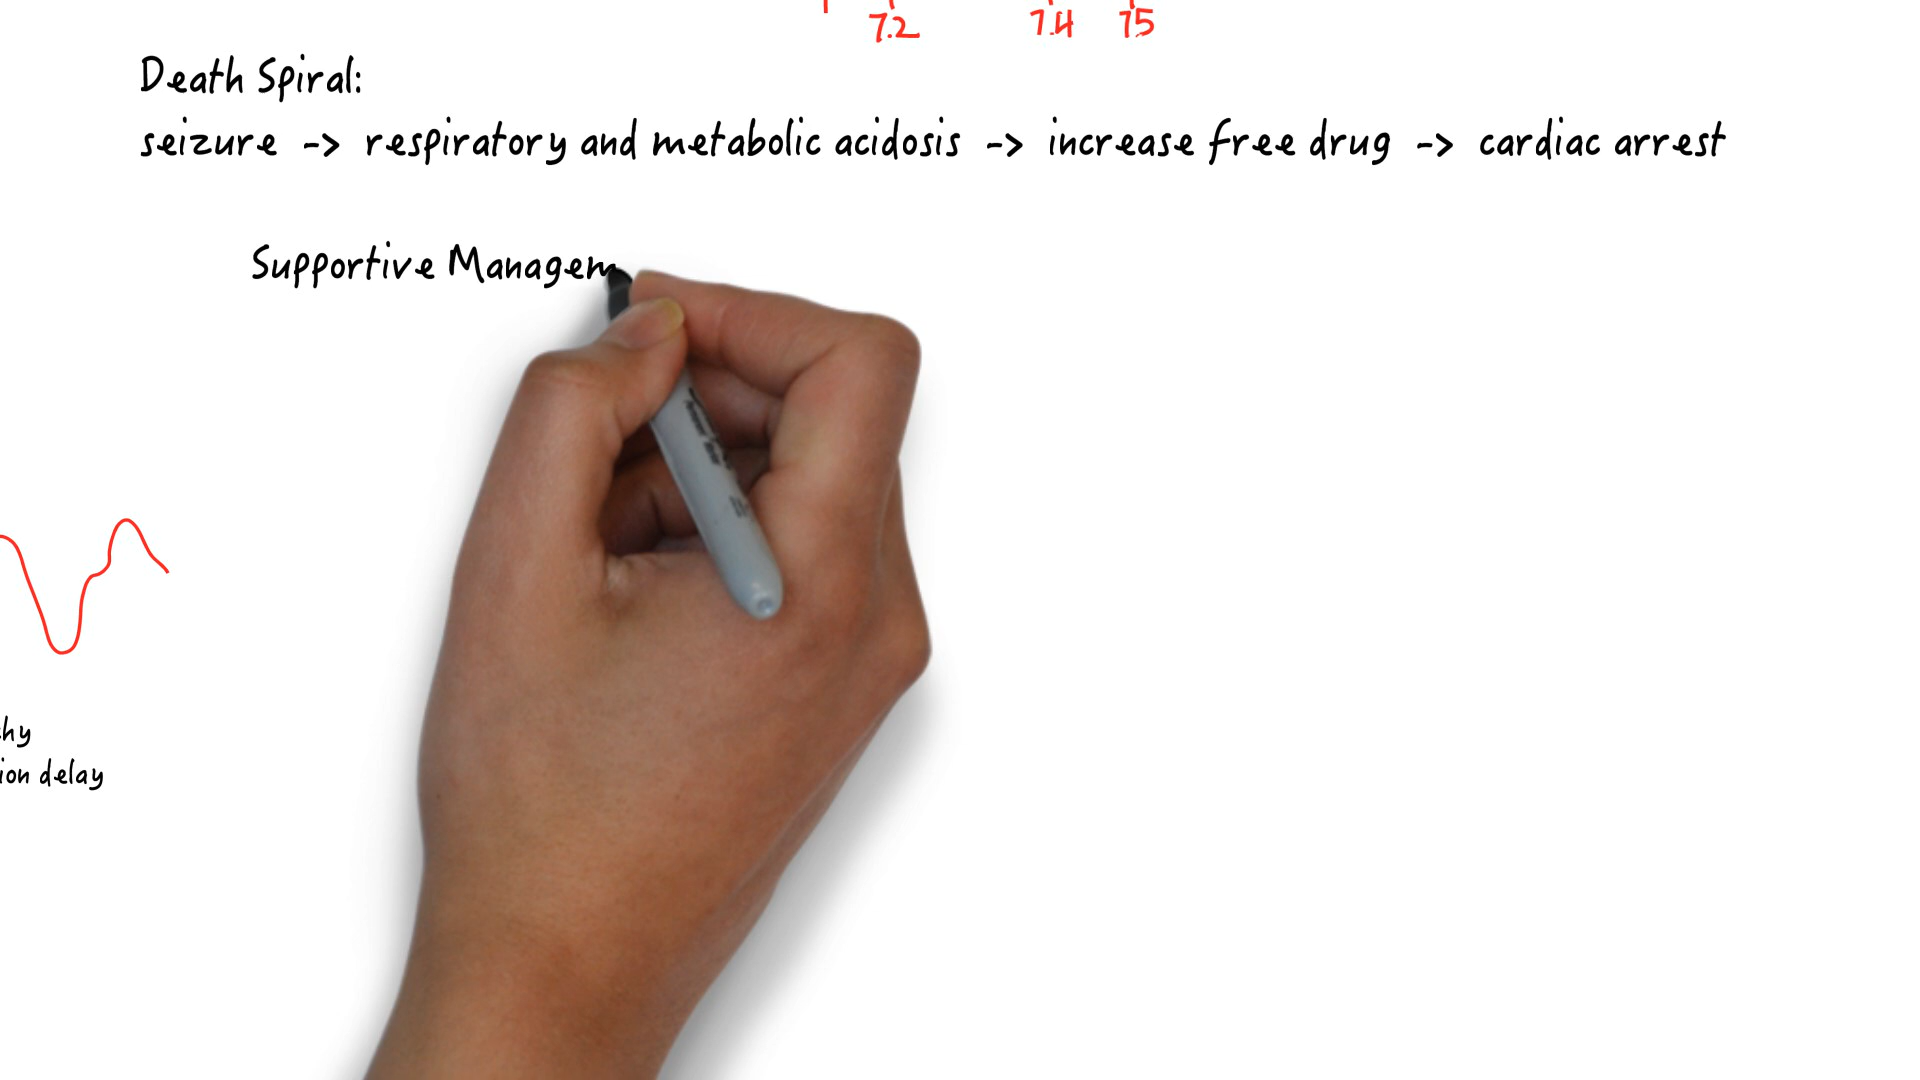 7.2 7.4 7.5
Death Spiral:
seizure -> respiratory and metabolic acidosis -> increase free drug -> cardiac arrest
Supportive Managem
hy
ion delay